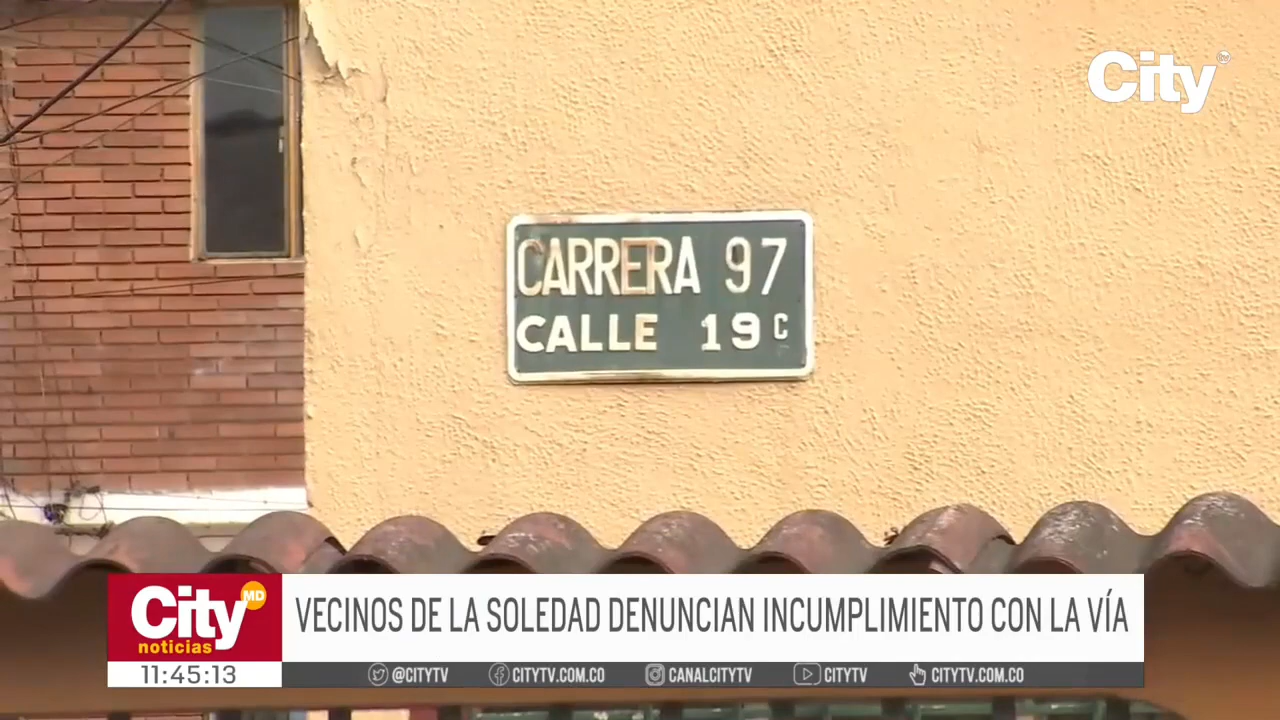 City
CARRERA 97
CALLE 19 C
City MD
noticias
VECINOS DE LA SOLEDAD DENUNCIAN INCUMPLIMIENTO CON LA VÍA
11:45:13
@CITYTV
CITYTV.COM.CO
CANALCITYTV
CITYTV
CITYTV.COM.CO